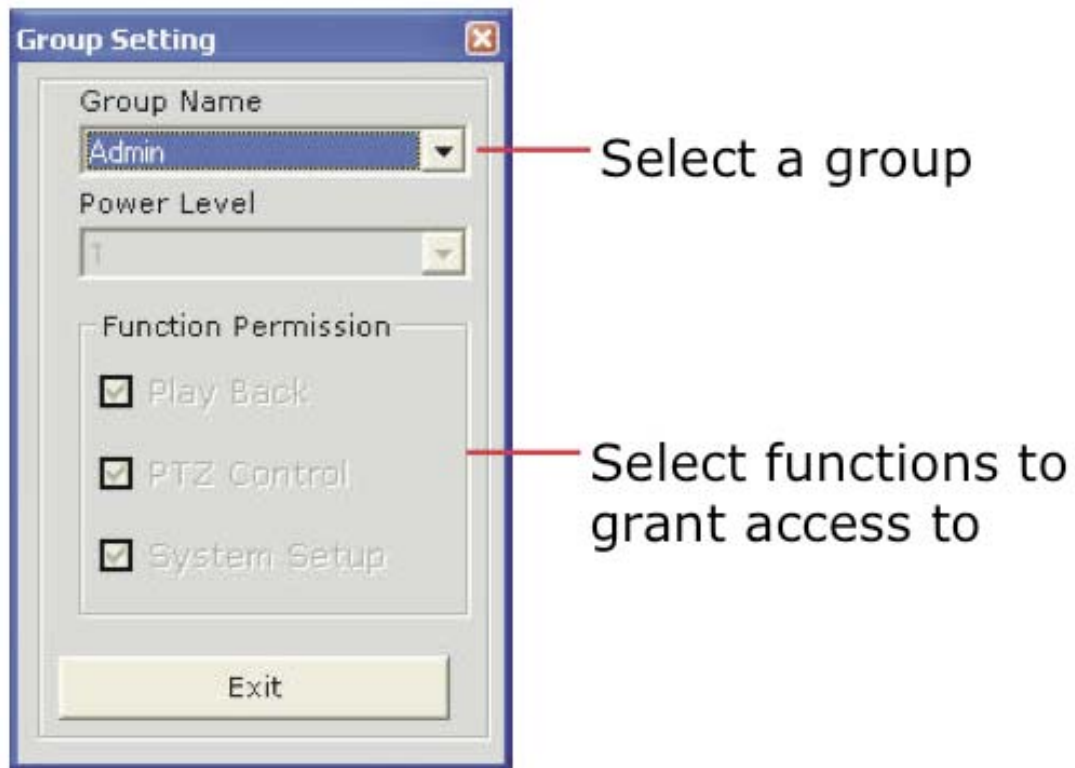 Group Setting
Group Name
Admin
Select a group
Power Level
1
Function Permission
Play Back
PTZ Control
Select functions to
grant access to
System Setup
Exit